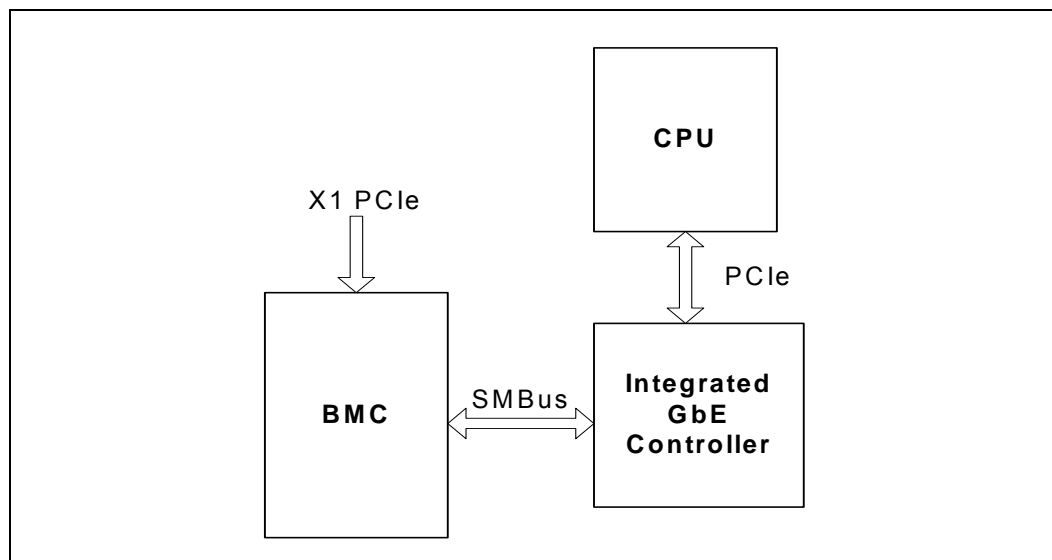 CPU
X1 PCIe
PCIe
SMBus
BMC
Integrated
GbE
Controller